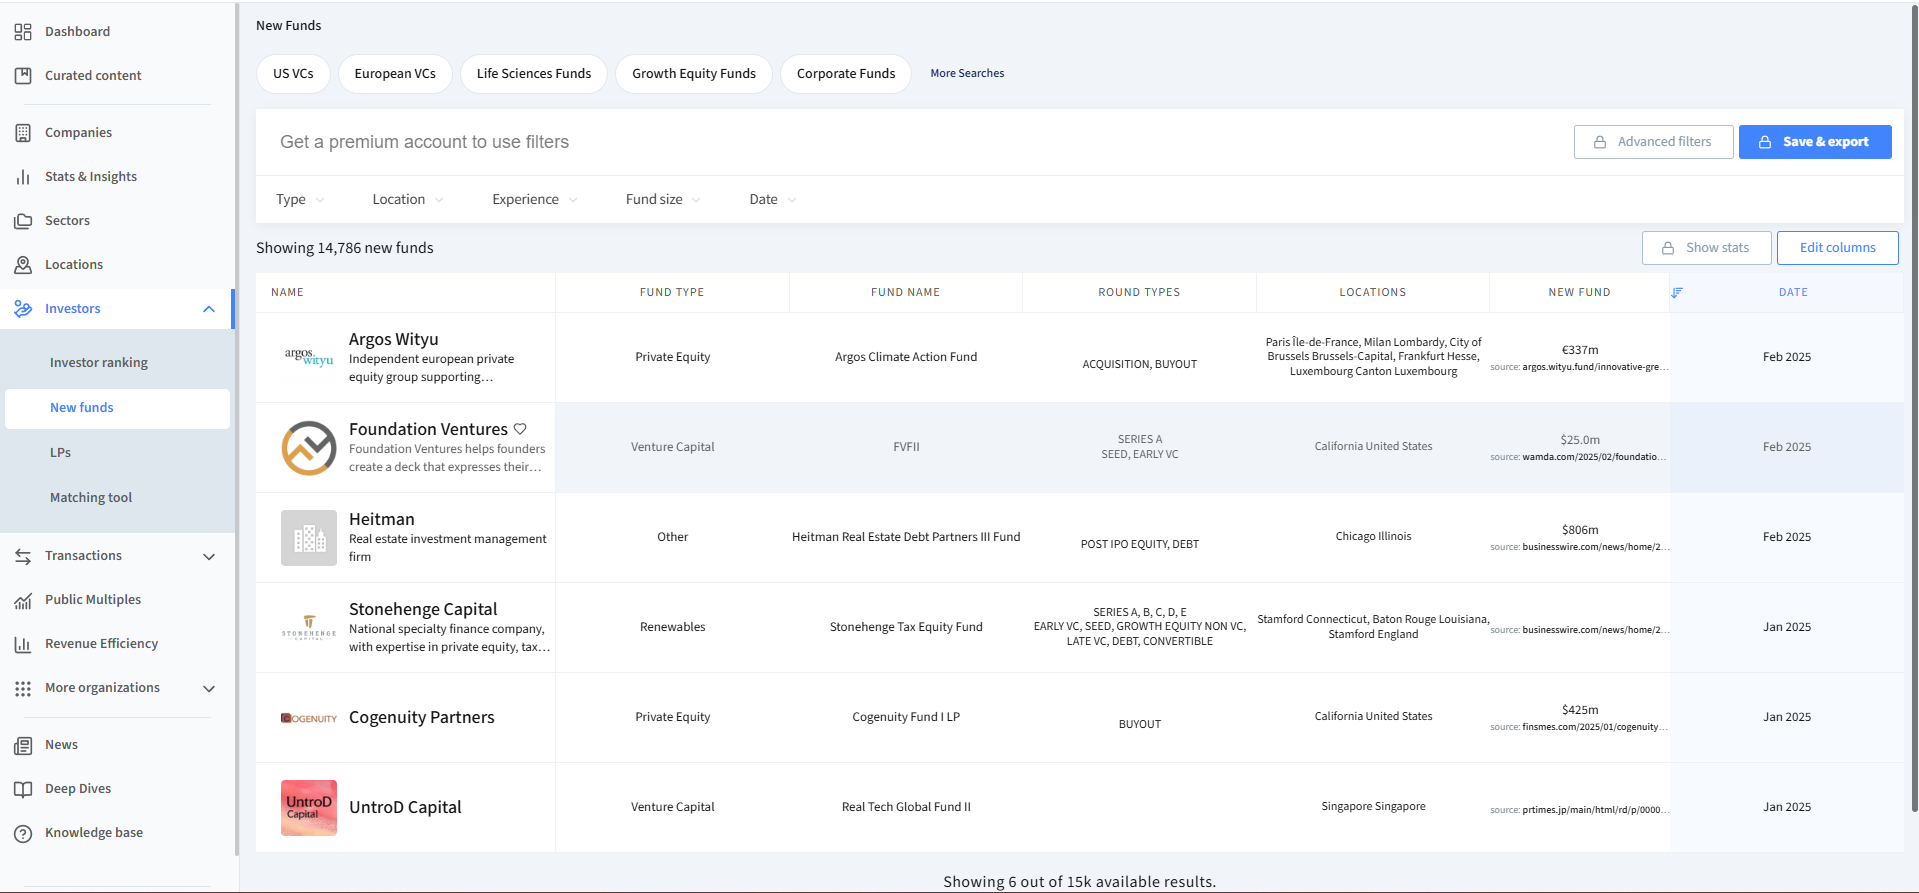 Dashboard
Curated content
Companies
Stats & Insights
Sectors
Locations
Investors
Investor ranking
New funds
LPs
Matching tool
Transactions
Public Multiples
Revenue Efficiency
More organizations
News
Deep Dives
Knowledge base
New Funds
US VCs
European VCs
Life Sciences Funds
Growth Equity Funds
Corporate Funds
More Searches
Get a premium account to use filters
Advanced filters
Save & export
Type
Location
Experience
Fund size
Date
Showing 14,786 new funds
Show stats
Edit columns
NAME
FUND TYPE
FUND NAME
ROUND TYPES
LOCATIONS
NEW FUND
DATE
argos
wityu
Argos Wityu
Independent european private
equity group supporting...
Private Equity
Argos Climate Action Fund
ACQUISITION, BUYOUT
Paris Île-de-France, Milan Lombardy, City of
Brussels Brussels-Capital, Frankfurt Hesse,
Luxembourg Canton Luxembourg
€337m
source: argos.wityu.fund/innovative-gre...
Feb 2025
Foundation Ventures
Foundation Ventures helps founders
create a deck that expresses their...
Venture Capital
FVFII
SERIES A
SEED, EARLY VC
California United States
$25.0m
source: wamda.com/2025/02/foundatio...
Feb 2025
Heitman
Real estate investment management
firm
Other
Heitman Real Estate Debt Partners III Fund
POST IPO EQUITY, DEBT
Chicago Illinois
$806m
source: businesswire.com/news/home/2...
Feb 2025
STONEHENGE
CAPITAL
Stonehenge Capital
National specialty finance company,
with expertise in private equity, tax...
Renewables
Stonehenge Tax Equity Fund
SERIES A, B, C, D, E
EARLY VC, SEED, GROWTH EQUITY NON VC,
LATE VC, DEBT, CONVERTIBLE
Stamford Connecticut, Baton Rouge Louisiana,
Stamford England
source: businesswire.com/news/home/2...
Jan 2025
COGENUITY
Cogenuity Partners
Private Equity
Cogenuity Fund I LP
BUYOUT
California United States
$425m
source: finsmes.com/2025/01/cogenuity...
Jan 2025
UntroD
Capital
UntroD Capital
Venture Capital
Real Tech Global Fund II
Singapore Singapore
source: prtimes.jp/main/html/rd/p/0000...
Jan 2025
Showing 6 out of 15k available results.